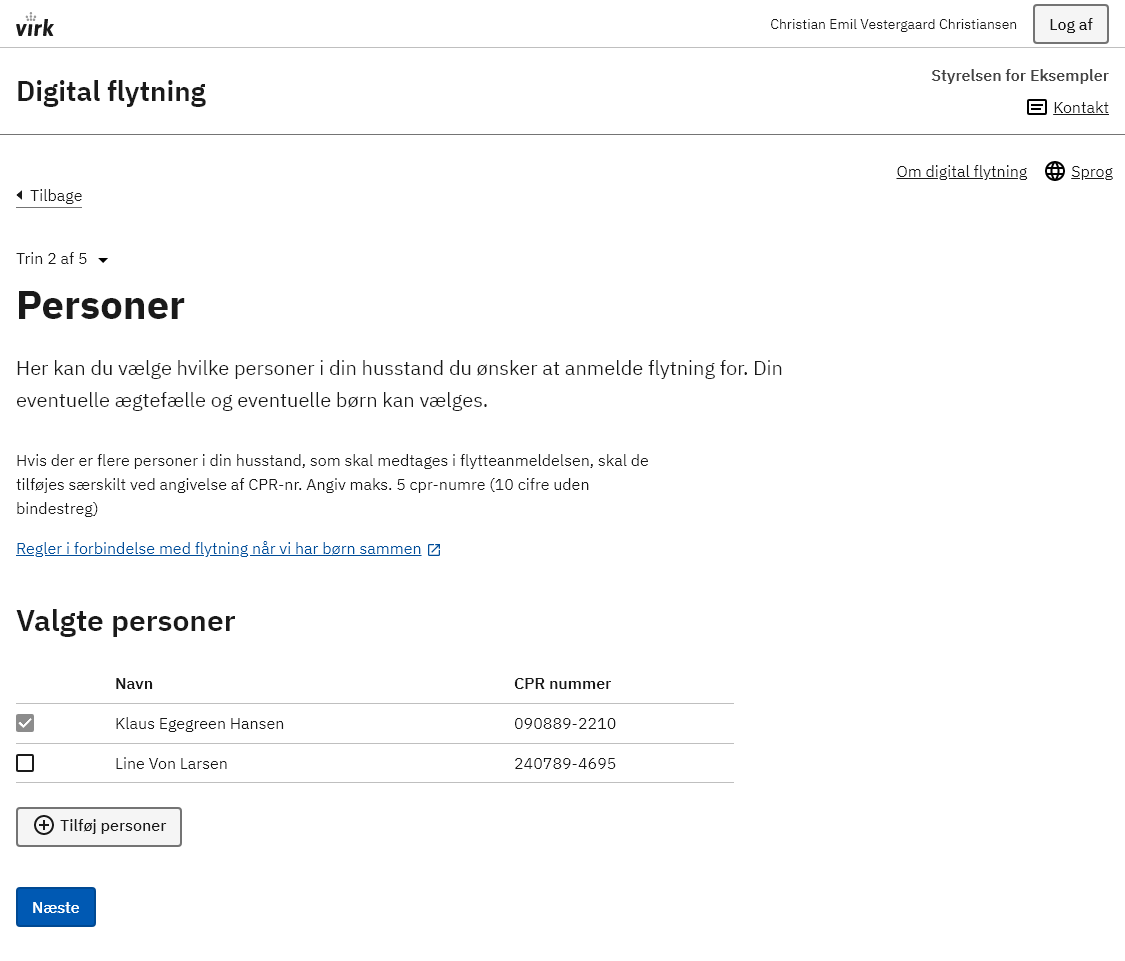 virk
Christian Emil Vestergaard Christiansen
Log af
Digital flytning
Styrelsen for Eksempler
Kontakt
Om digital flytning
Sprog
Tilbage
Trin 2 af 5
Personer
Her kan du vælge hvilke personer i din husstand du ønsker at anmelde flytning for. Din
eventuelle ægtefælle og eventuelle børn kan vælges.
Hvis der er flere personer i din husstand, som skal medtages i flytteanmeldelsen, skal de
tilføjes særskilt ved angivelse af CPR-nr. Angiv maks. 5 cpr-numre (10 cifre uden
bindestreg)
Regler i forbindelse med flytning når vi har børn sammen
Valgte personer
Navn CPR nummer
Klaus Egegreen Hansen 090889-2210
Line Von Larsen 240789-4695
Tilføj personer
Næste